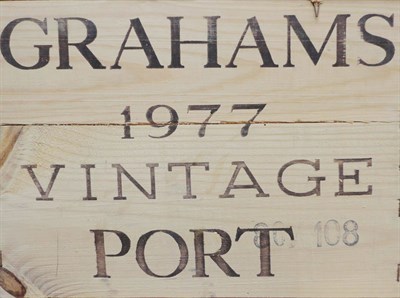 GRAHAMS
1977
VINTAGE
PORT
108